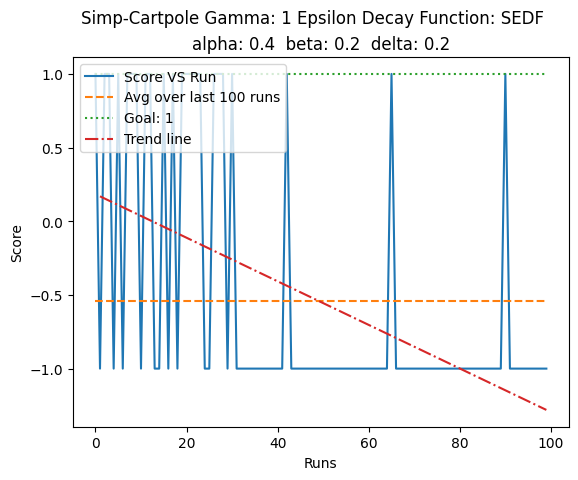 Simp-Cartpole Gamma: 1 Epsilon Decay Function: SEDF
alpha: 0.4  beta: 0.2  delta: 0.2
Score VS Run
Avg over last 100 runs
Goal: 1
Trend line
1.0
0.5
0.0
−0.5
−1.0
Score
0 20 40 60 80 100
Runs